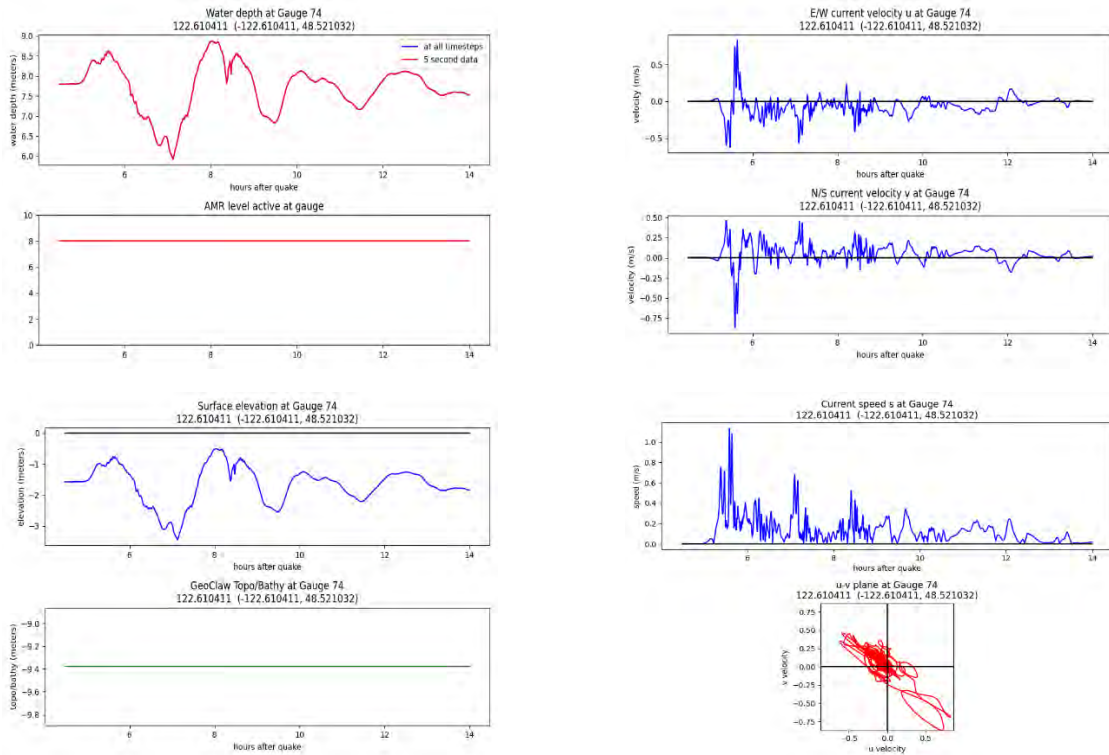 Water depth at Gauge 74
122.610411 (-122.610411, 48.521032)
at all timesteps
5 second data
water depth (meters)
9.0
8.5
8.0
7.5
7.0
6.5
6.0
6 8 10 12 14
hours after quake
AMR level active at gauge
10
8
6
4
2
0
6 8 10 12 14
hours after quake
Surface elevation at Gauge 74
122.610411 (-122.610411, 48.521032)
elevation (meters)
0
−1
−2
−3
6 8 10 12 14
hours after quake
GeoClaw Topo/Bathy at Gauge 74
122.610411 (-122.610411, 48.521032)
topo/bathy (meters)
−9.0
−9.2
−9.4
−9.6
−9.8
6 8 10 12 14
hours after quake
E/W current velocity u at Gauge 74
122.610411 (-122.610411, 48.521032)
velocity (m/s)
0.5
0.0
−0.5
6 8 10 12 14
hours after quake
N/S current velocity v at Gauge 74
122.610411 (-122.610411, 48.521032)
velocity (m/s)
0.50
0.25
0.00
−0.25
−0.50
−0.75
6 8 10 12 14
hours after quake
Current speed s at Gauge 74
122.610411 (-122.610411, 48.521032)
speed (m/s)
1.0
0.8
0.6
0.4
0.2
0.0
6 8 10 12 14
hours after quake
u-v plane at Gauge 74
122.610411 (-122.610411, 48.521032)
v velocity
0.75
0.50
0.25
0.00
−0.25
−0.50
−0.75
−0.5 0.0 0.5
u velocity